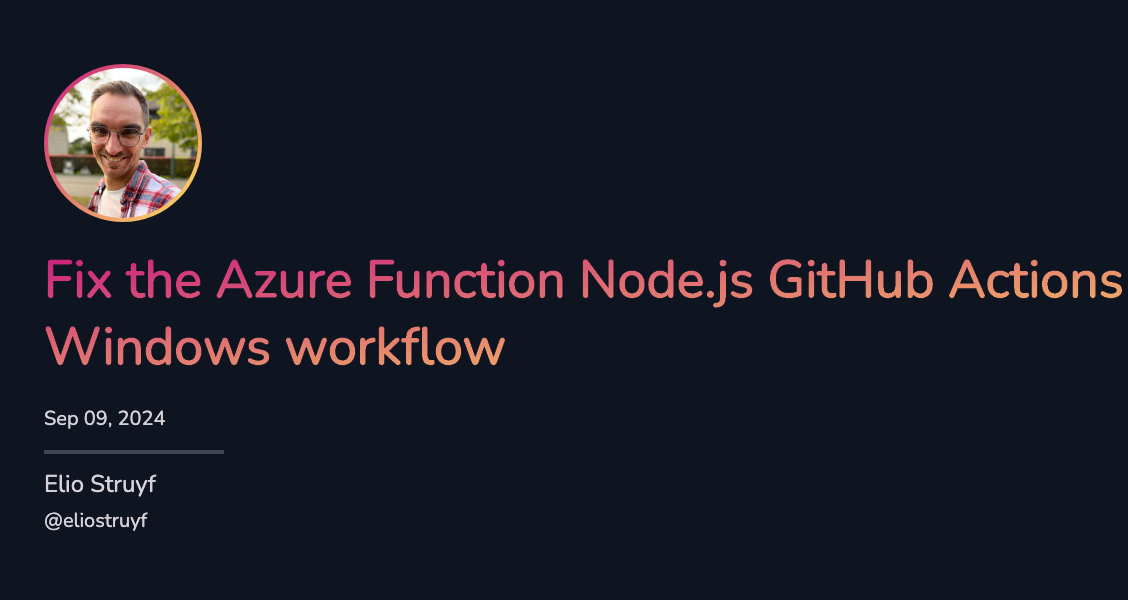 Fix the Azure Function Node.js GitHub Actions
Windows workflow
Sep 09, 2024
Elio Struyf
@eliostruyf